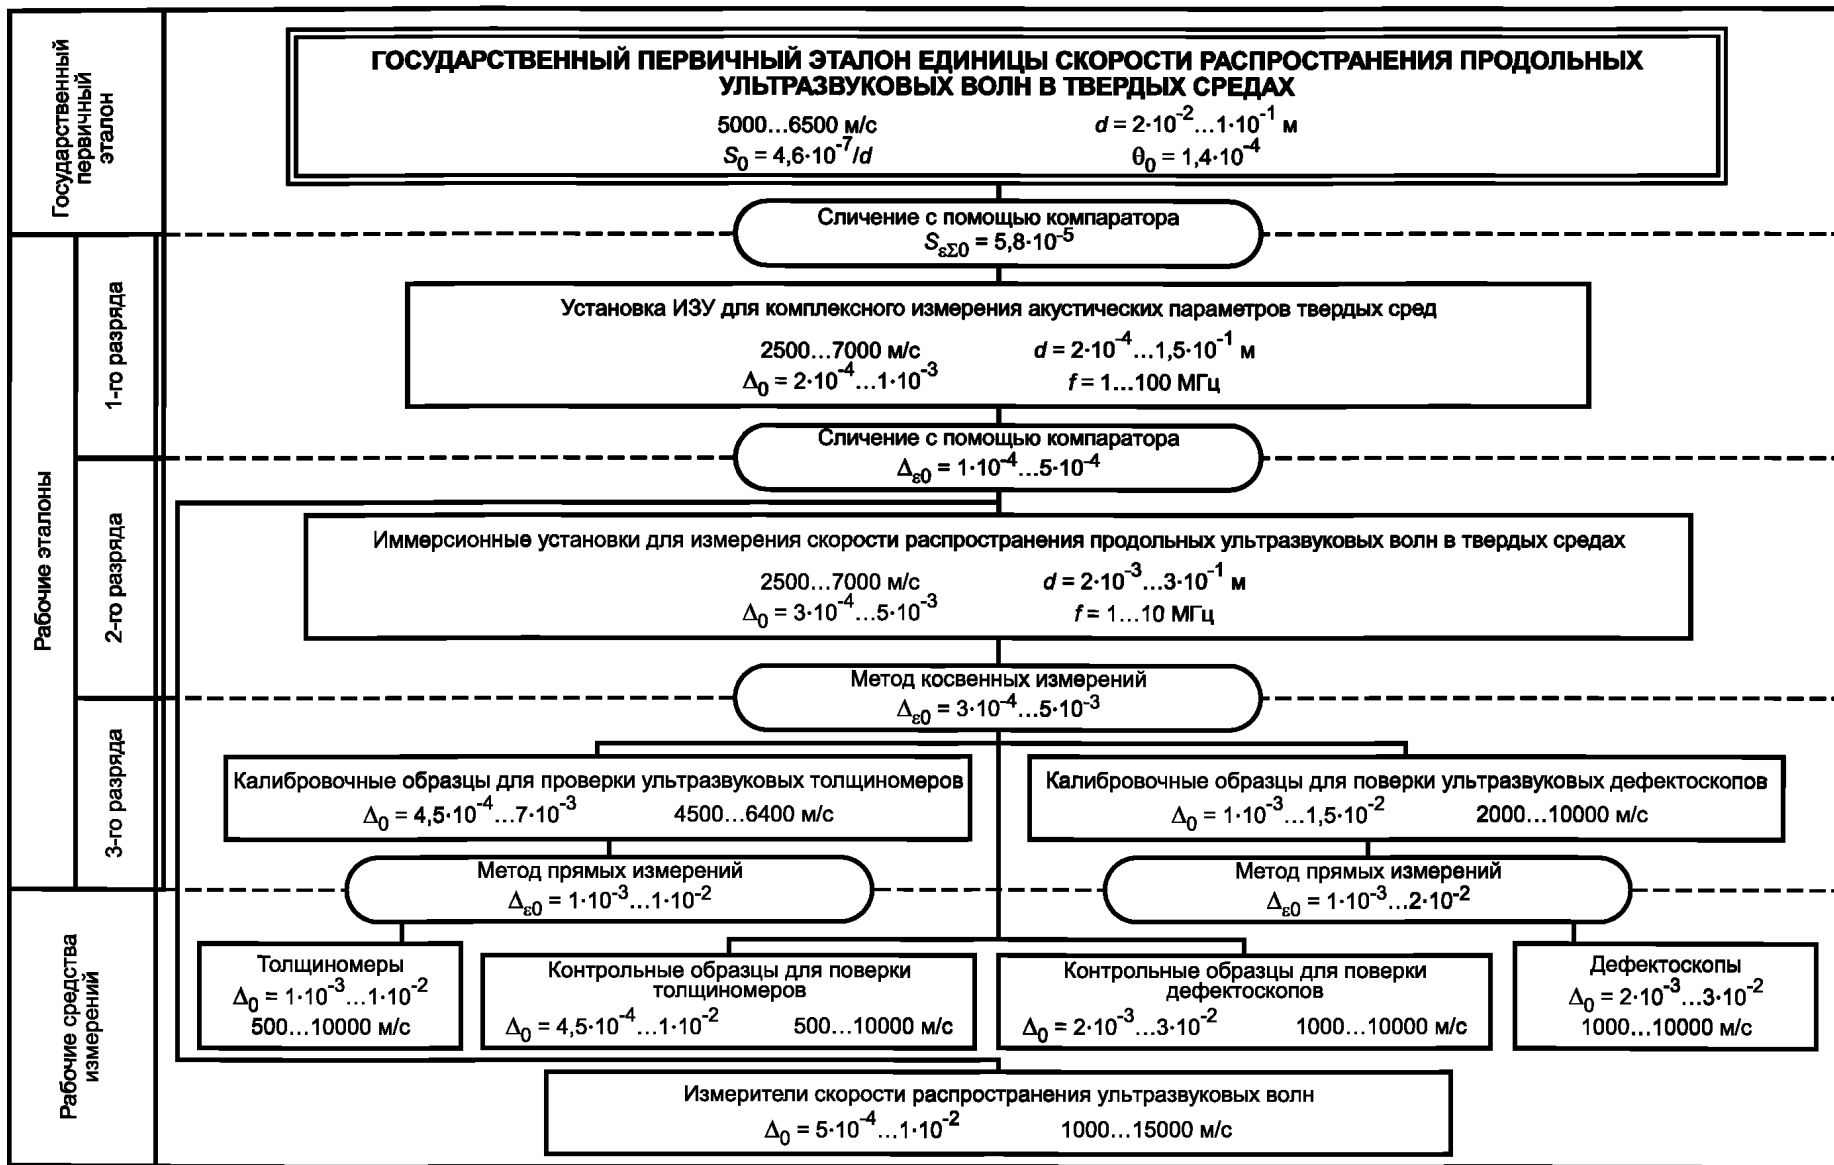 Государственный
первичный
эталон
ГОСУДАРСТВЕННЫЙ ПЕРВИЧНЫЙ ЭТАЛОН ЕДИНИЦЫ СКОРОСТИ РАСПРОСТРАНЕНИЯ ПРОДОЛЬНЫХ
УЛЬТРАЗВУКОВЫХ ВОЛН В ТВЕРДЫХ СРЕДАХ
5000...6500 м/с d = 2·10⁻²...1·10⁻¹ м
S₀ = 4,6·10⁻⁷/d θ₀ = 1,4·10⁻⁴
Сличение с помощью компаратора
S_εΣ0 = 5,8·10⁻⁵
Рабочие эталоны
1-го разряда
Установка ИЗУ для комплексного измерения акустических параметров твердых сред
2500...7000 м/с d = 2·10⁻⁴...1,5·10⁻¹ м
Δ₀ = 2·10⁻⁴...1·10⁻³ f = 1...100 МГц
Сличение с помощью компаратора
Δ_ε0 = 1·10⁻⁴...5·10⁻⁴
2-го разряда
Иммерсионные установки для измерения скорости распространения продольных ультразвуковых волн в твердых средах
2500...7000 м/с d = 2·10⁻³...3·10⁻¹ м
Δ₀ = 3·10⁻⁴...5·10⁻³ f = 1...10 МГц
Метод косвенных измерений
Δ_ε0 = 3·10⁻⁴...5·10⁻³
3-го разряда
Калибровочные образцы для проверки ультразвуковых толщиномеров
Δ₀ = 4,5·10⁻⁴...7·10⁻³ 4500...6400 м/с
Калибровочные образцы для поверки ультразвуковых дефектоскопов
Δ₀ = 1·10⁻³...1,5·10⁻² 2000...10000 м/с
Метод прямых измерений
Δ_ε0 = 1·10⁻³...1·10⁻²
Метод прямых измерений
Δ_ε0 = 1·10⁻³...2·10⁻²
Рабочие средства
измерений
Толщиномеры
Δ₀ = 1·10⁻³...1·10⁻²
500...10000 м/с
Контрольные образцы для поверки
толщиномеров
Δ₀ = 4,5·10⁻⁴...1·10⁻² 500...10000 м/с
Контрольные образцы для поверки
дефектоскопов
Δ₀ = 2·10⁻³...3·10⁻² 1000...10000 м/с
Дефектоскопы
Δ₀ = 2·10⁻³...3·10⁻²
1000...10000 м/с
Измерители скорости распространения ультразвуковых волн
Δ₀ = 5·10⁻⁴...1·10⁻² 1000...15000 м/с